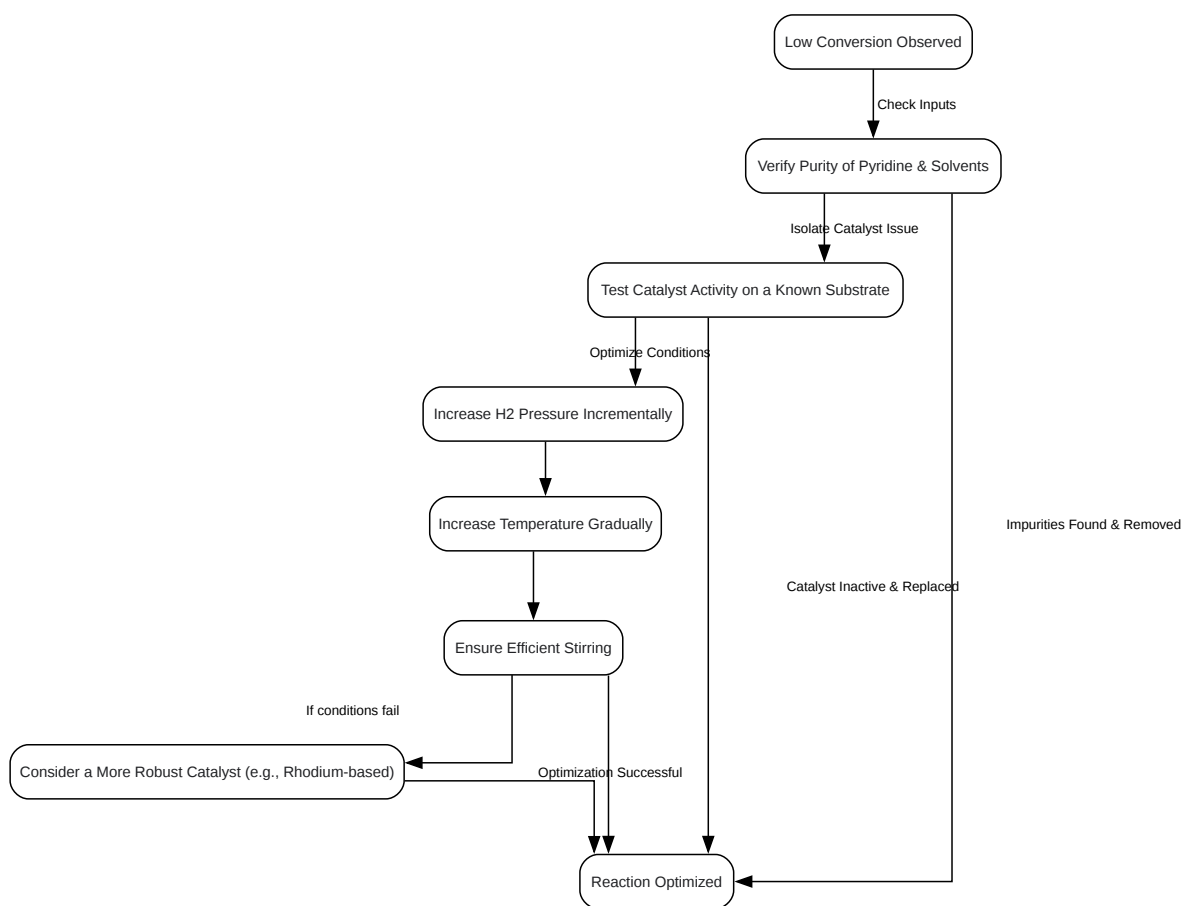 Low Conversion Observed
Check Inputs
Verify Purity of Pyridine & Solvents
Isolate Catalyst Issue
Test Catalyst Activity on a Known Substrate
Optimize Conditions
Increase H2 Pressure Incrementally
Increase Temperature Gradually
Impurities Found & Removed
Catalyst Inactive & Replaced
Ensure Efficient Stirring
If conditions fail
Consider a More Robust Catalyst (e.g., Rhodium-based)
Optimization Successful
Reaction Optimized